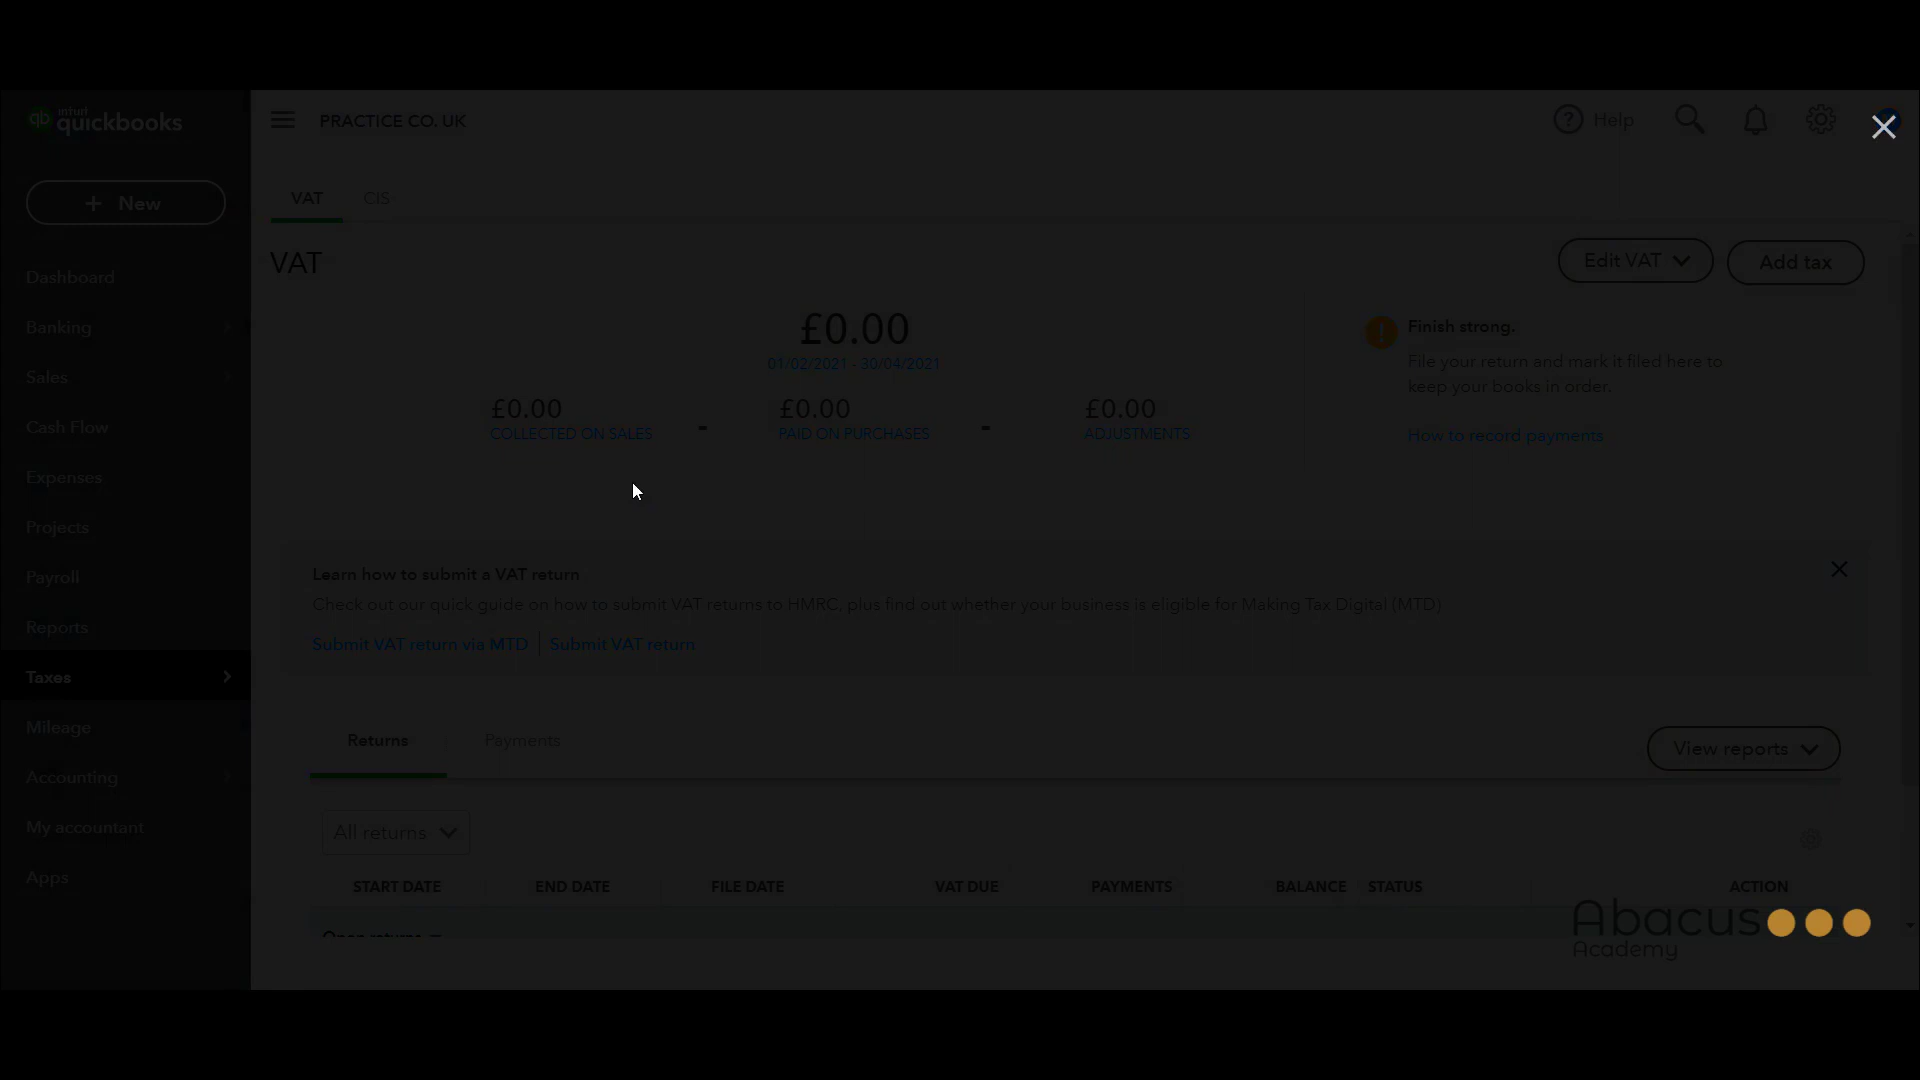 intuit
qb quickbooks
PRACTICE CO. UK
? Help
+ New
VAT CIS
VAT
Edit VAT
Add tax
Dashboard
Banking
Sales
Cash Flow
Expenses
Projects
Payroll
Reports
Taxes
Mileage
Accounting
My accountant
Apps
£0.00
01/02/2021 - 30/04/2021
£0.00 £0.00 £0.00
COLLECTED ON SALES - PAID ON PURCHASES - ADJUSTMENTS
! Finish strong.
File your return and mark it filed here to
keep your books in order.
How to record payments
Learn how to submit a VAT return
Check out our quick guide on how to submit VAT returns to HMRC, plus find out whether your business is eligible for Making Tax Digital (MTD)
Submit VAT return via MTD | Submit VAT return
Returns Payments
View reports
All returns
START DATE END DATE FILE DATE VAT DUE PAYMENTS BALANCE STATUS ACTION
Open returns
Abacus
Academy